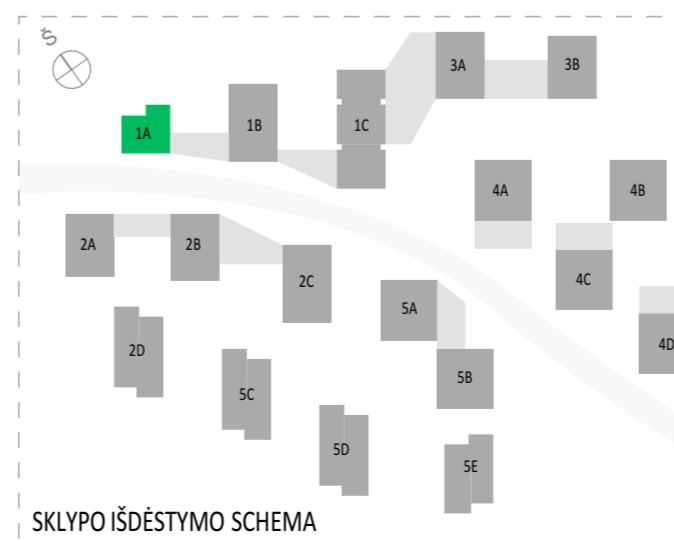 Š
3A
3B
1A
1B
1C
4A
4B
2A
2B
2C
4C
5A
2D
4D
5B
5C
5D
5E
SKLYPO IŠDĖSTYMO SCHEMA